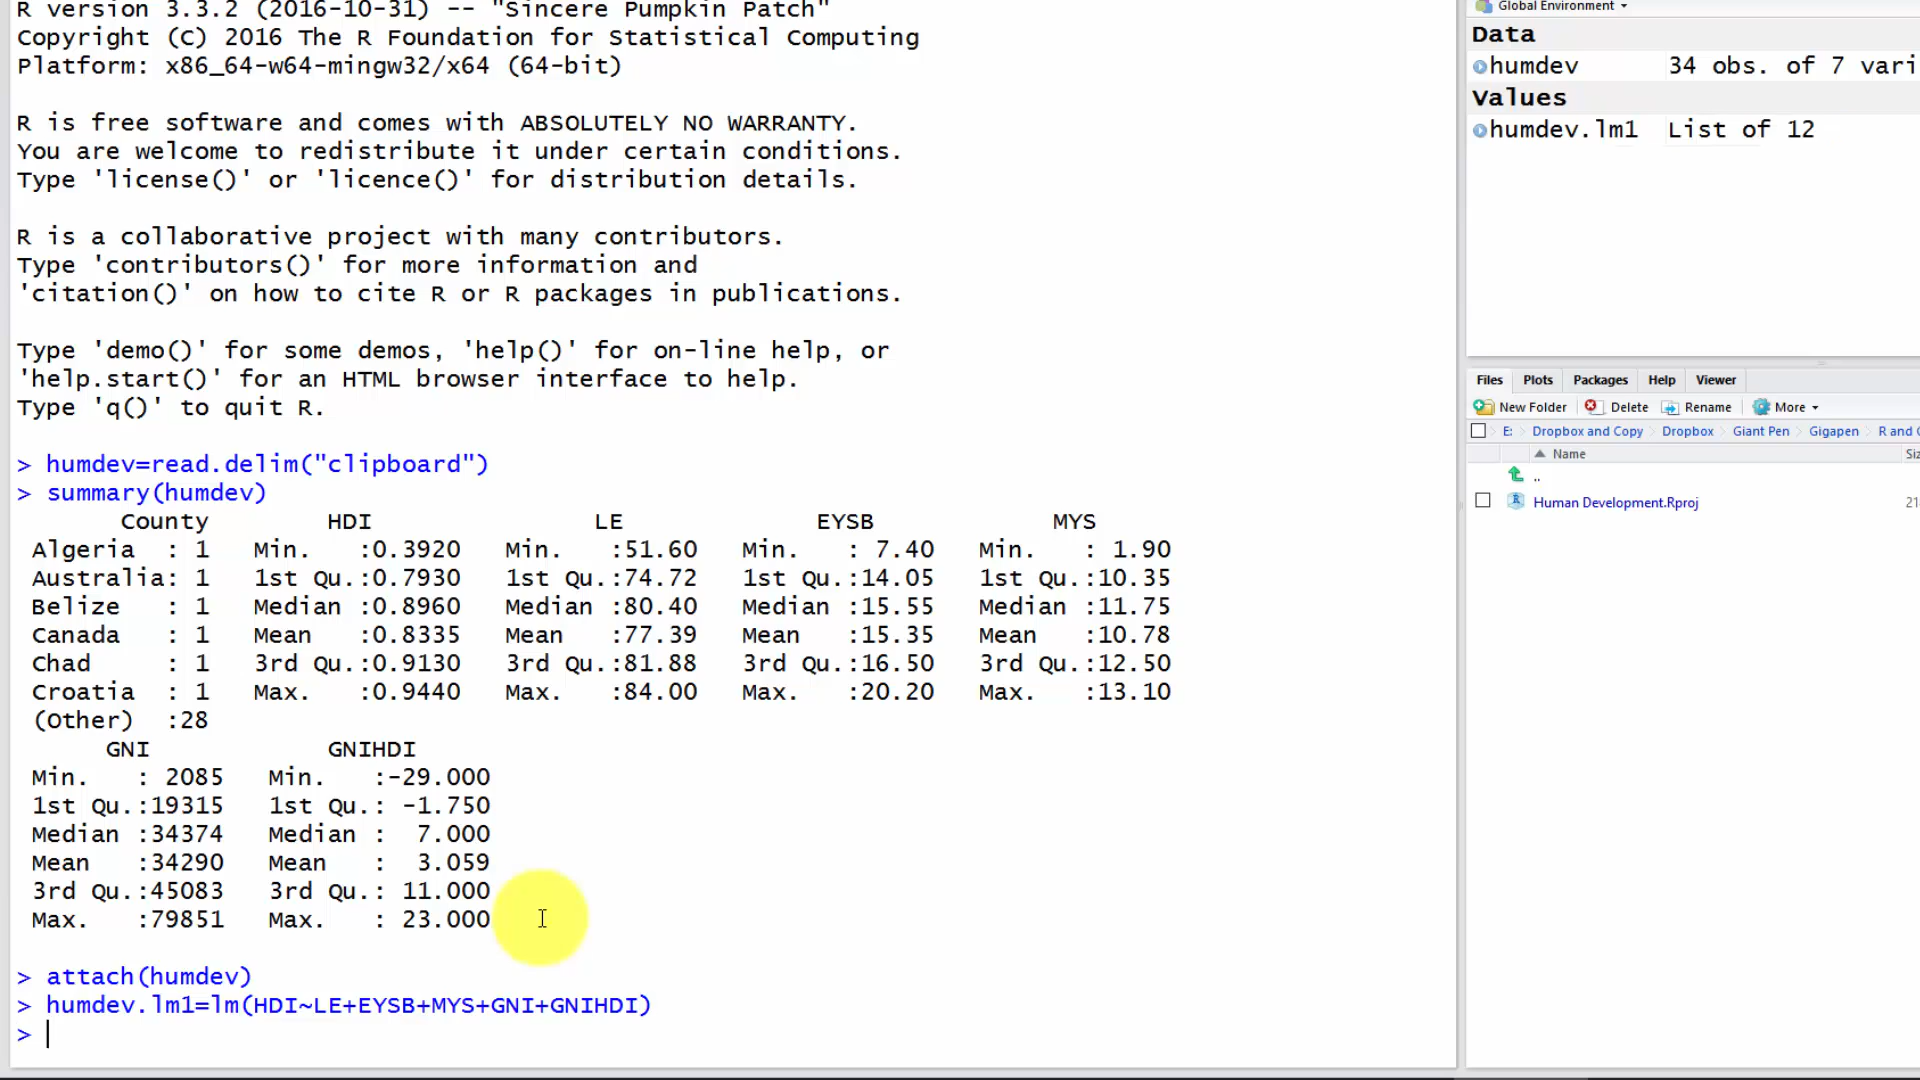 R version 3.3.2 (2016-10-31) -- "Sincere Pumpkin Patch"
Copyright (C) 2016 The R Foundation for Statistical Computing
Platform: x86_64-w64-mingw32/x64 (64-bit)
R is free software and comes with ABSOLUTELY NO WARRANTY.
You are welcome to redistribute it under certain conditions.
Type 'license()' or 'licence()' for distribution details.
R is a collaborative project with many contributors.
Type 'contributors()' for more information and
'citation()' on how to cite R or R packages in publications.
Type 'demo()' for some demos, 'help()' for on-line help, or
'help.start()' for an HTML browser interface to help.
Type 'q()' to quit R.
> humdev=read.delim("clipboard")
> summary(humdev)
County HDI LE EYSB MYS
Algeria : 1 Min. :0.3920 Min. :51.60 Min. : 7.40 Min. : 1.90
Australia: 1 1st Qu.:0.7930 1st Qu.:74.72 1st Qu.:14.05 1st Qu.:10.35
Belize : 1 Median :0.8960 Median :80.40 Median :15.55 Median :11.75
Canada : 1 Mean :0.8335 Mean :77.39 Mean :15.35 Mean :10.78
Chad : 1 3rd Qu.:0.9130 3rd Qu.:81.88 3rd Qu.:16.50 3rd Qu.:12.50
Croatia : 1 Max. :0.9440 Max. :84.00 Max. :20.20 Max. :13.10
(Other) :28
GNI GNIHDI
Min. : 2085 Min. :-29.000
1st Qu.:19315 1st Qu.: -1.750
Median :34374 Median : 7.000
Mean :34290 Mean : 3.059
3rd Qu.:45083 3rd Qu.: 11.000
Max. :79851 Max. : 23.000
> attach(humdev)
> humdev.lm1=lm(HDI~LE+EYSB+MYS+GNI+GNIHDI)
>
Global Environment
Data
humdev 34 obs. of 7 vari
Values
humdev.lm1 List of 12
Files Plots Packages Help Viewer
New Folder Delete Rename More
E: Dropbox and Copy Dropbox Giant Pen Gigapen R and
Name Siz
..
Human Development.Rproj 21